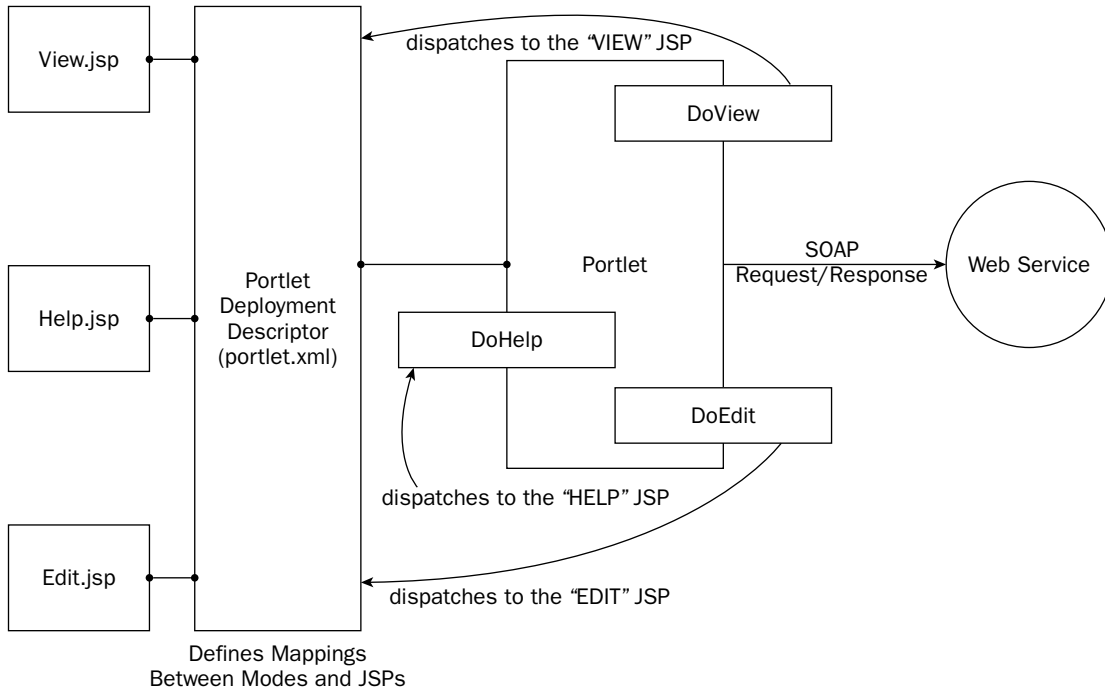 View.jsp
Help.jsp
Edit.jsp
Portlet
Deployment
Descriptor
(portlet.xml)
Defines Mappings
Between Modes and JSPs
dispatches to the “VIEW” JSP
DoView
Portlet
DoHelp
DoEdit
dispatches to the “HELP” JSP
dispatches to the “EDIT” JSP
SOAP
Request/Response
Web Service